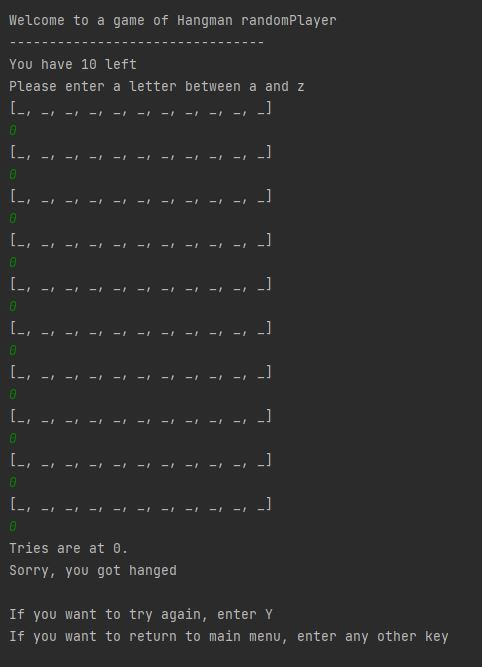 Welcome to a game of Hangman randomPlayer
--------------------------------
You have 10 left
Please enter a letter between a and z
[_, _, _, _, _, _, _, _, _, _, _]
0
[_, _, _, _, _, _, _, _, _, _, _]
0
[_, _, _, _, _, _, _, _, _, _, _]
0
[_, _, _, _, _, _, _, _, _, _, _]
0
[_, _, _, _, _, _, _, _, _, _, _]
0
[_, _, _, _, _, _, _, _, _, _, _]
0
[_, _, _, _, _, _, _, _, _, _, _]
0
[_, _, _, _, _, _, _, _, _, _, _]
0
[_, _, _, _, _, _, _, _, _, _, _]
0
[_, _, _, _, _, _, _, _, _, _, _]
0
Tries are at 0.
Sorry, you got hanged
If you want to try again, enter Y
If you want to return to main menu, enter any other key